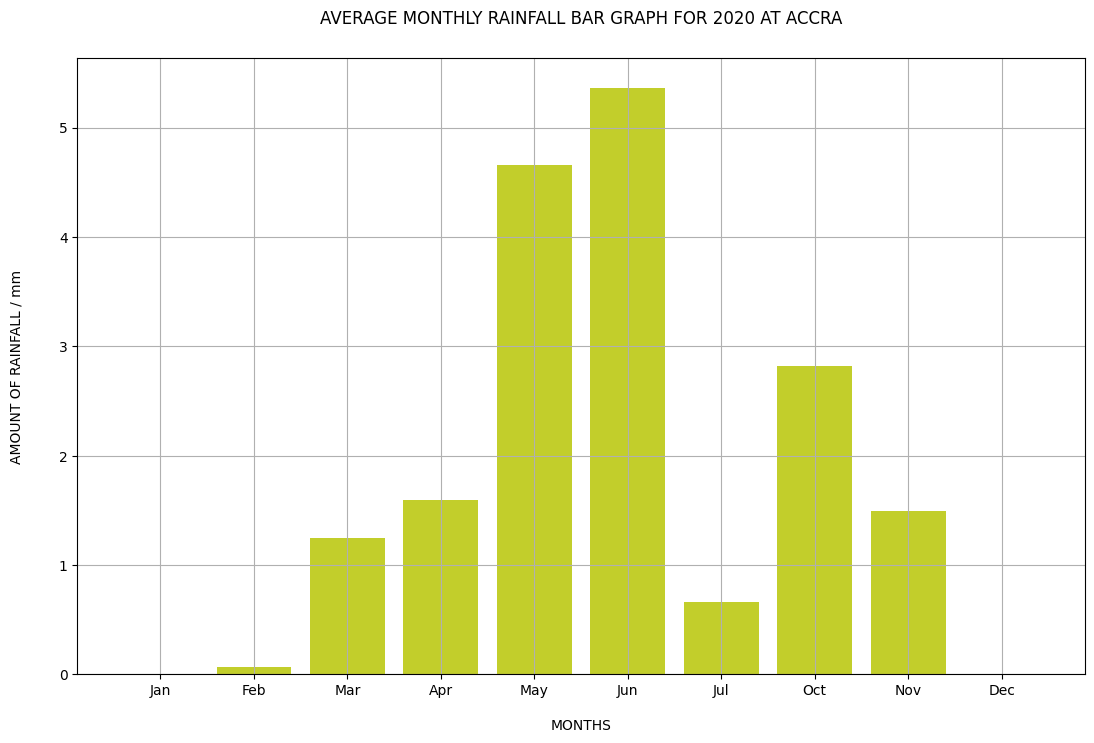 AVERAGE MONTHLY RAINFALL BAR GRAPH FOR 2020 AT ACCRA
AMOUNT OF RAINFALL / mm
5
4
3
2
1
0
Jan Feb Mar Apr May Jun Jul Oct Nov Dec
MONTHS